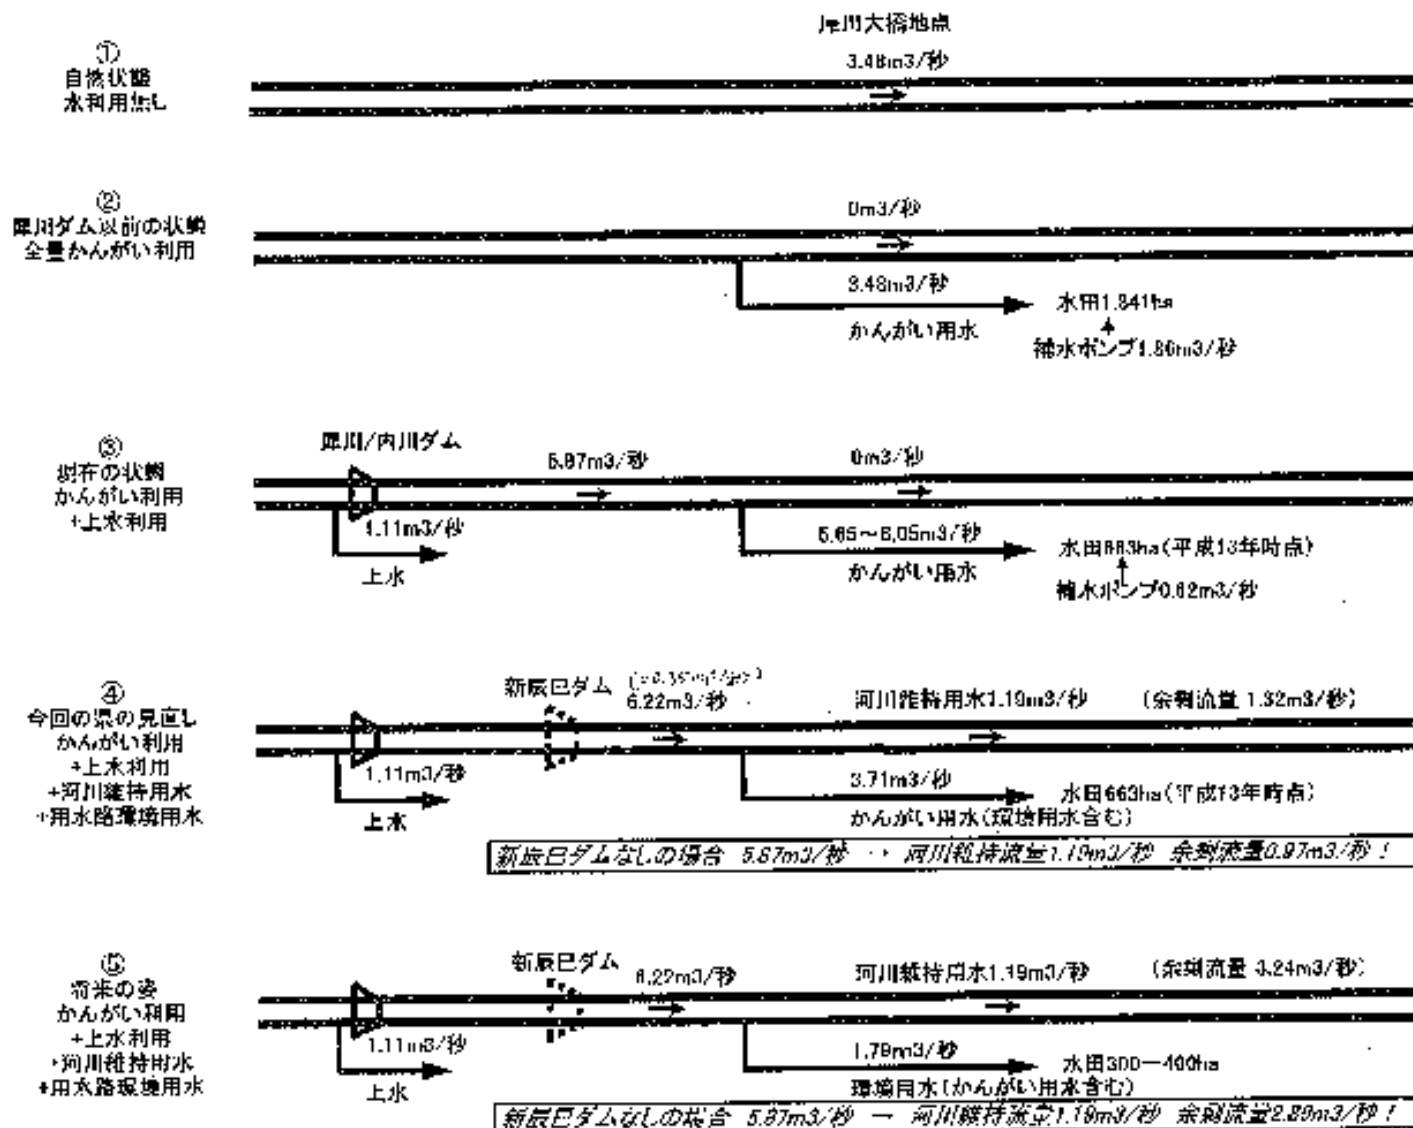 犀川大橋地点
①
自然状態
水利用無し
3.48m3/秒
②
犀川ダム以前の状態
全量かんがい利用
0m3/秒
3.48m3/秒
かんがい用水
水田1,841ha
補水ポンプ1.86m3/秒
③
現在の状態
かんがい利用
+上水利用
犀川/内川ダム
5.87m3/秒
0m3/秒
1.11m3/秒
上水
5.65～6.05m3/秒
かんがい用水
水田663ha(平成13年時点)
補水ポンプ0.62m3/秒
④
今回の県の見直し
かんがい利用
+上水利用
+河川維持用水
+用水路環境用水
新辰巳ダム
6.22m3/秒
河川維持用水1.19m3/秒
(余剰流量 1.32m3/秒)
1.11m3/秒
上水
3.71m3/秒
かんがい用水(環境用水含む)
水田663ha(平成13年時点)
新辰巳ダムなしの場合 5.87m3/秒 → 河川維持流量1.19m3/秒 余剰流量0.97m3/秒!
⑤
将来の姿
かんがい利用
+上水利用
+河川維持用水
+用水路環境用水
新辰巳ダム
6.22m3/秒
河川維持用水1.19m3/秒
(余剰流量 3.24m3/秒)
1.11m3/秒
上水
1.79m3/秒
環境用水(かんがい用水含む)
水田300－400ha
新辰巳ダムなしの場合 5.87m3/秒 → 河川維持流量1.19m3/秒 余剰流量2.89m3/秒!